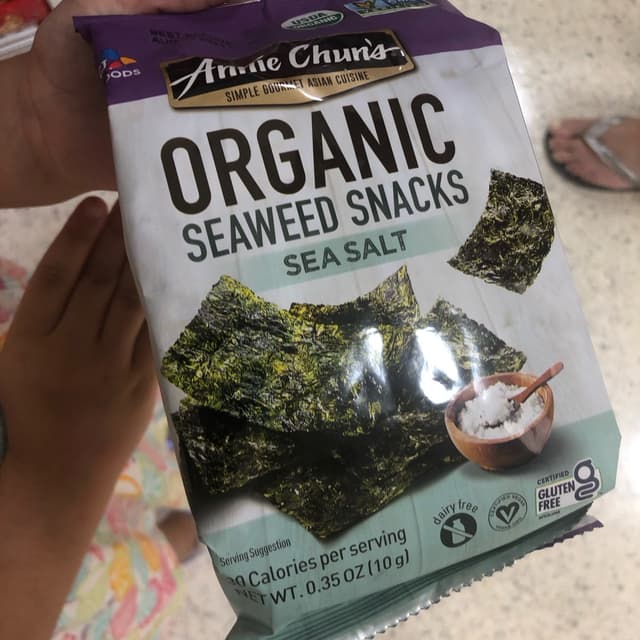 USDA
ORGANIC
Annie Chun's
SIMPLE GOURMET ASIAN CUISINE
ORGANIC
SEAWEED SNACKS
SEA SALT
dairy free
CERTIFIED
GLUTEN
FREE
Serving Suggestion
Calories per serving
NET WT. 0.35 OZ (10 g)